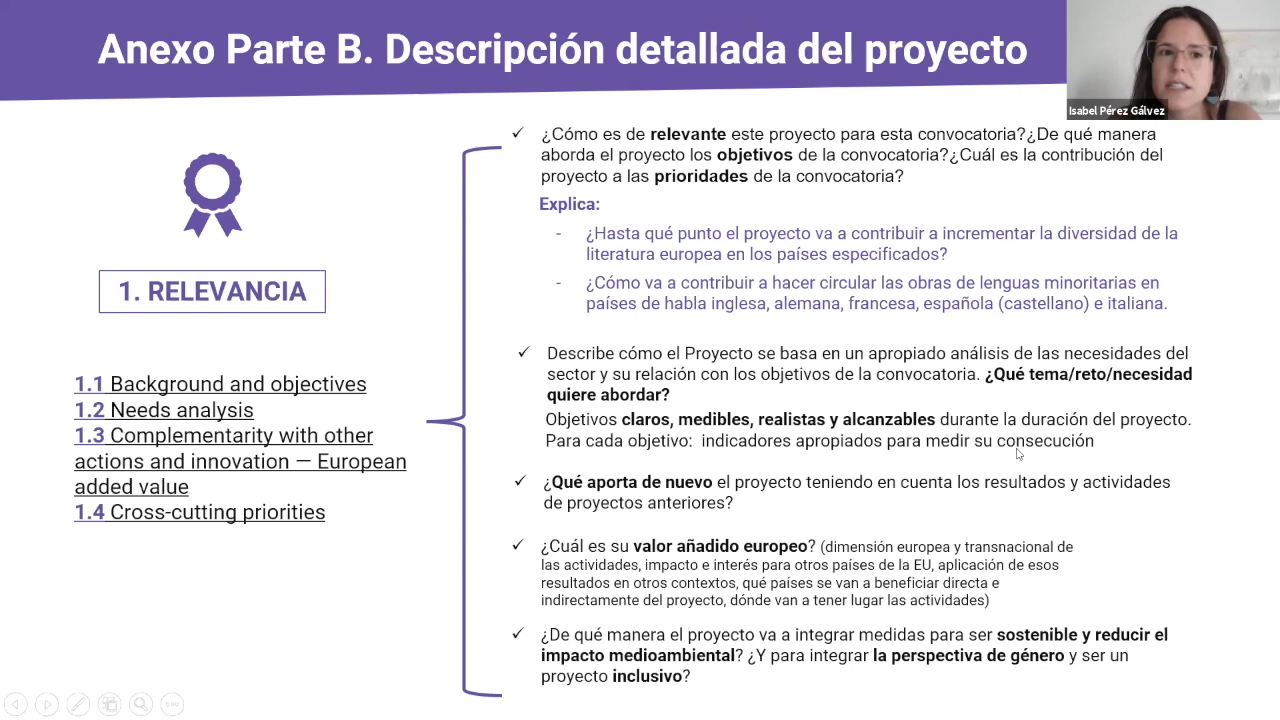 Anexo Parte B. Descripción detallada del proyecto
Isabel Pérez Gálvez
1. RELEVANCIA
1.1 Background and objectives
1.2 Needs analysis
1.3 Complementarity with other
actions and innovation — European
added value
1.4 Cross-cutting priorities
✓ ¿Cómo es de relevante este proyecto para esta convocatoria?¿De qué manera
aborda el proyecto los objetivos de la convocatoria?¿Cuál es la contribución del
proyecto a las prioridades de la convocatoria?
Explica:
- ¿Hasta qué punto el proyecto va a contribuir a incrementar la diversidad de la
literatura europea en los países especificados?
- ¿Cómo va a contribuir a hacer circular las obras de lenguas minoritarias en
países de habla inglesa, alemana, francesa, española (castellano) e italiana.
✓ Describe cómo el Proyecto se basa en un apropiado análisis de las necesidades del
sector y su relación con los objetivos de la convocatoria. ¿Qué tema/reto/necesidad
quiere abordar?
Objetivos claros, medibles, realistas y alcanzables durante la duración del proyecto.
Para cada objetivo: indicadores apropiados para medir su consecución
✓ ¿Qué aporta de nuevo el proyecto teniendo en cuenta los resultados y actividades
de proyectos anteriores?
✓ ¿Cuál es su valor añadido europeo? (dimensión europea y transnacional de
las actividades, impacto e interés para otros países de la EU, aplicación de esos
resultados en otros contextos, qué países se van a beneficiar directa e
indirectamente del proyecto, dónde van a tener lugar las actividades)
✓ ¿De qué manera el proyecto va a integrar medidas para ser sostenible y reducir el
impacto medioambiental? ¿Y para integrar la perspectiva de género y ser un
proyecto inclusivo?